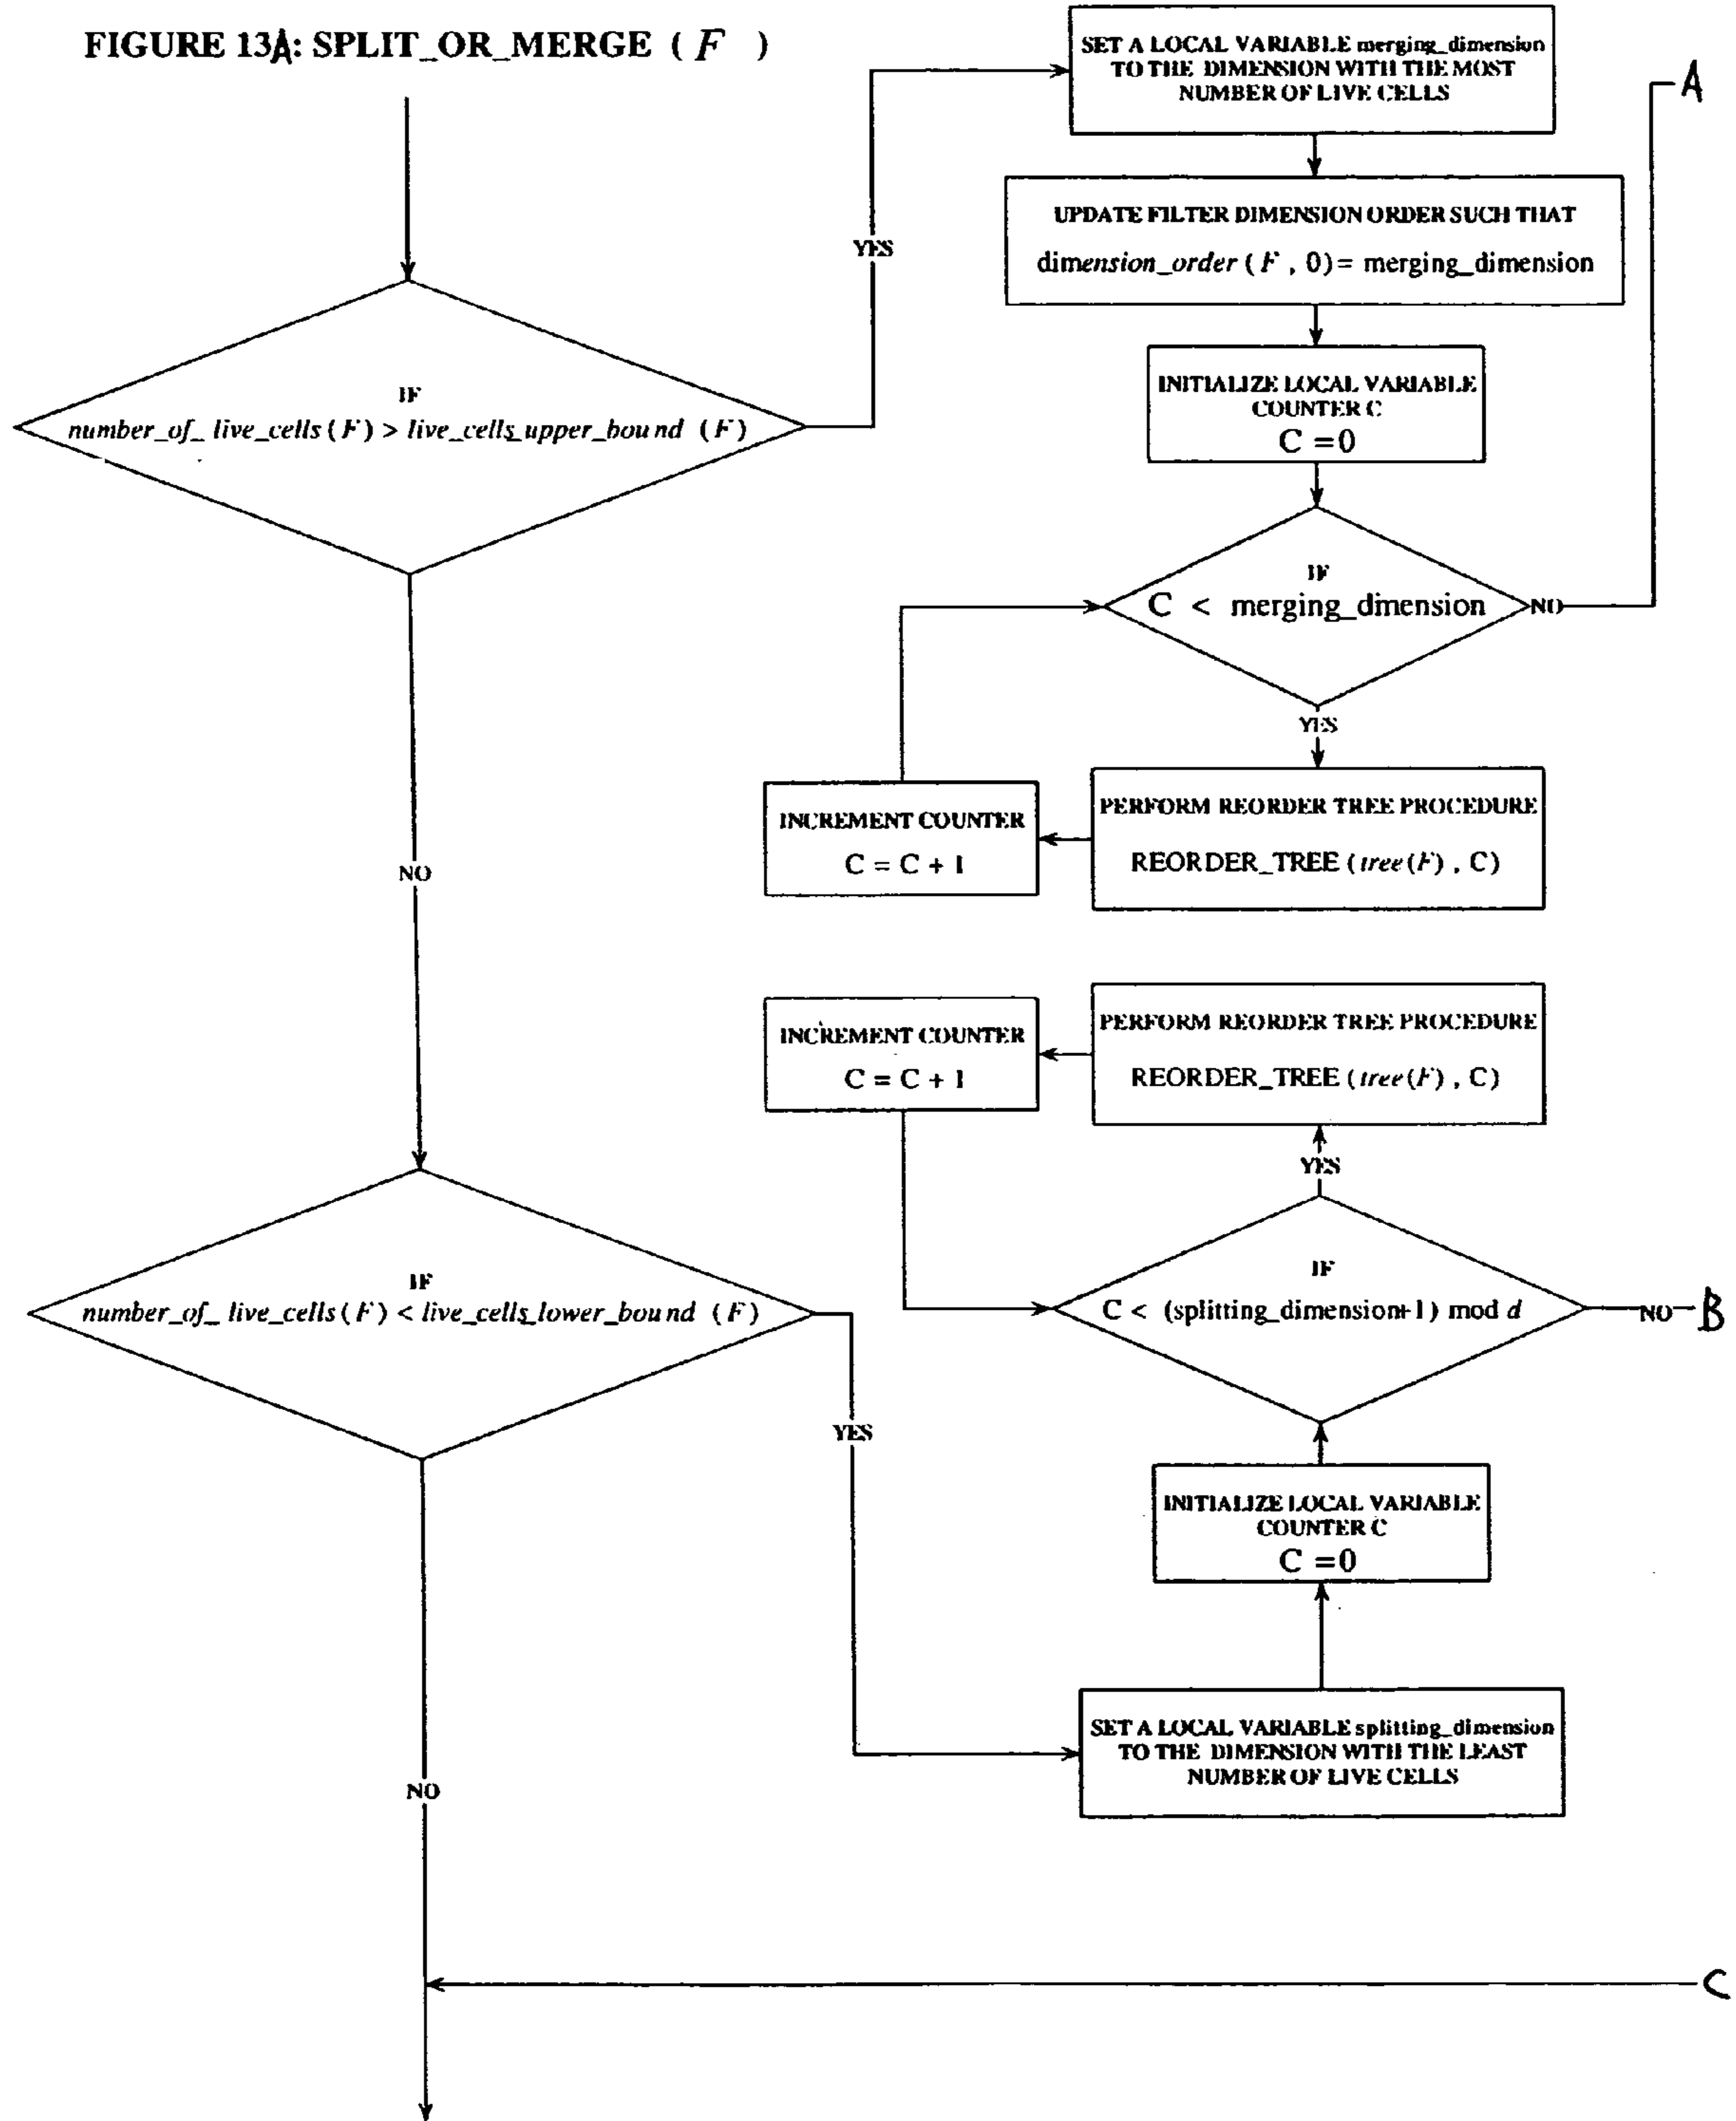 FIGURE 13A: SPLIT_OR_MERGE ( F )
SET A LOCAL VARIABLE merging_dimension
TO THE DIMENSION WITH THE MOST
NUMBER OF LIVE CELLS
A
UPDATE FILTER DIMENSION ORDER SUCH THAT
dimension_order ( F , 0) = merging_dimension
YES
INITIALIZE LOCAL VARIABLE
COUNTER C
C = 0
IF
number_of_ live_cells (F) > live_cells_upper_bound (F)
IF
C < merging_dimension
NO
YES
INCREMENT COUNTER
C = C + 1
PERFORM REORDER TREE PROCEDURE
REORDER_TREE ( tree(F) , C)
NO
INCREMENT COUNTER
C = C + 1
PERFORM REORDER TREE PROCEDURE
REORDER_TREE ( tree(F) , C)
YES
IF
number_of_ live_cells (F) < live_cells_lower_bound (F)
IF
C < (splitting_dimension+1) mod d
NO
B
YES
INITIALIZE LOCAL VARIABLE
COUNTER C
C = 0
SET A LOCAL VARIABLE splitting_dimension
TO THE DIMENSION WITH THE LEAST
NUMBER OF LIVE CELLS
NO
C